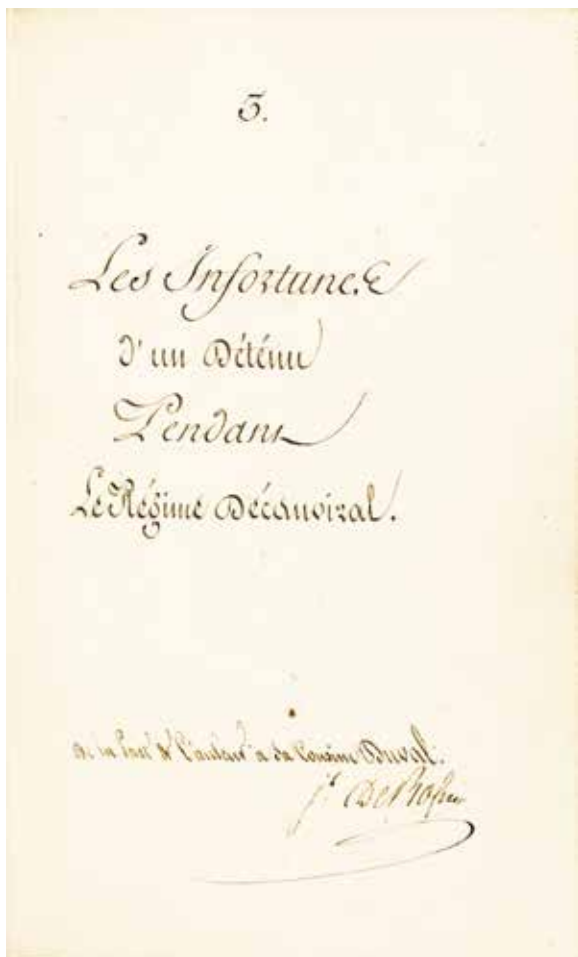 3.
Les Infortunes
D'un Détenu
Pendant
Le Régime Décemviral.
De la Part de l'auteur a Sa Cousine Duval.